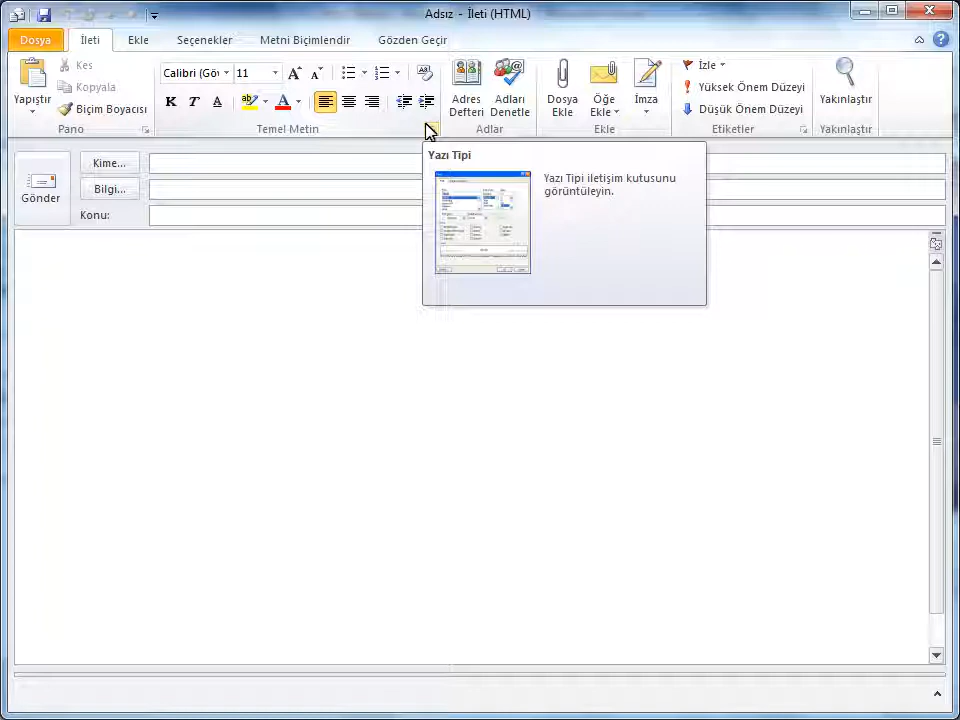 Adsız - İleti (HTML)
Dosya İleti Ekle Seçenekler Metni Biçimlendir Gözden Geçir
Yapıştır
Kes
Kopyala
Biçim Boyacısı
Pano
Calibri (Göv 11
K T A ab A
Temel Metin
Adres Defteri
Adları Denetle
Adlar
Dosya Ekle
Öğe Ekle
İmza
Ekle
İzle
Yüksek Önem Düzeyi
Düşük Önem Düzeyi
Etiketler
Yakınlaştır
Yakınlaştır
Gönder
Kime...
Bilgi...
Konu:
Yazı Tipi
Yazı Tipi iletişim kutusunu
görüntüleyin.